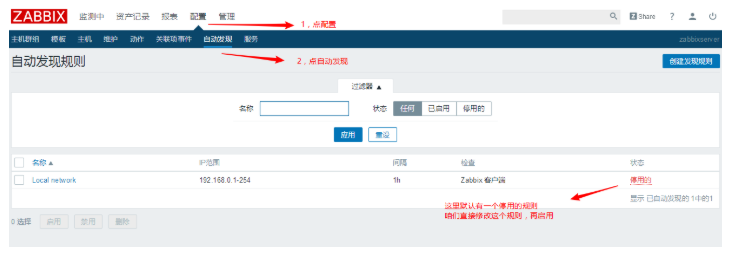 ZABBIX 监测中 资产记录 报表 配置 管理 Share ?
1，点配置
主机群组 模板 主机 维护 动作 关联项事件 自动发现 服务 zabbixserver
2，点自动发现
自动发现规则 创建发现规则
过滤器 ▲
名称 状态 任何 已启用 停用的
应用 重设
名称 ▲ IP范围 间隔 检查 状态
Local network 192.168.0.1-254 1h Zabbix 客户端 停用的
显示 已自动发现的 1中的1
这里默认有一个停用的规则
咱们直接修改这个规则，再启用
0 选择 启用 禁用 删除